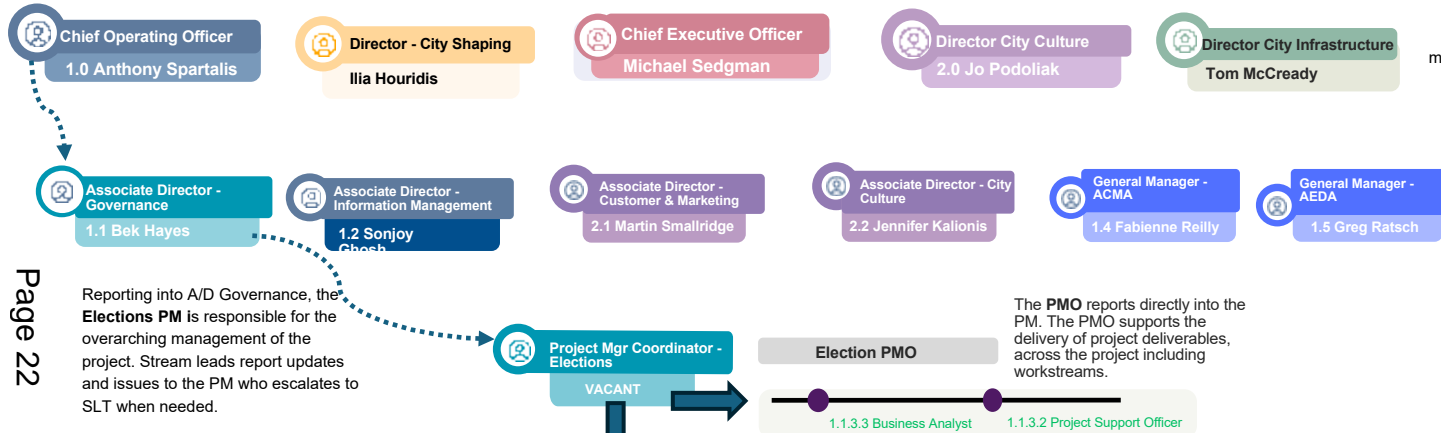 Chief Operating Officer
1.0 Anthony Spartalis
Director - City Shaping
Ilia Houridis
Chief Executive Officer
Michael Sedgman
Director City Culture
2.0 Jo Podoliak
Director City Infrastructure
Tom McCready
m
Associate Director -
Governance
1.1 Bek Hayes
Associate Director -
Information Management
1.2 Sonjoy
Ghosh
Associate Director -
Customer & Marketing
2.1 Martin Smallridge
Associate Director - City
Culture
2.2 Jennifer Kalionis
General Manager -
ACMA
1.4 Fabienne Reilly
General Manager -
AEDA
1.5 Greg Ratsch
Page 22
Reporting into A/D Governance, the
Elections PM is responsible for the
overarching management of the
project. Stream leads report updates
and issues to the PM who escalates to
SLT when needed.
Project Mgr Coordinator -
Elections
VACANT
Election PMO
The PMO reports directly into the
PM. The PMO supports the
delivery of project deliverables,
across the project including
workstreams.
1.1.3.3 Business Analyst
1.1.3.2 Project Support Officer